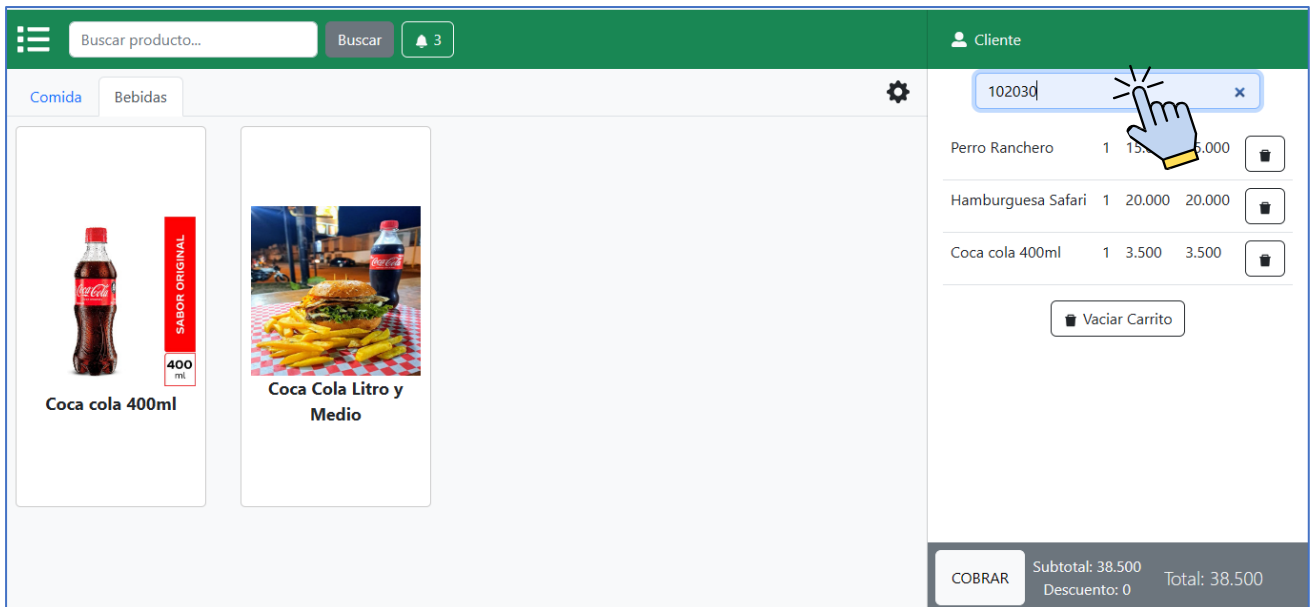 Buscar producto...
Buscar
3
Cliente
Comida
Bebidas
102030
Perro Ranchero 1
Hamburguesa Safari 1 20.000 20.000
Coca cola 400ml 1 3.500 3.500
Vaciar Carrito
Coca-Cola
SABOR ORIGINAL
400
ml
Coca cola 400ml
Coca-Cola
Coca Cola Litro y
Medio
COBRAR
Subtotal: 38.500
Descuento: 0
Total: 38.500